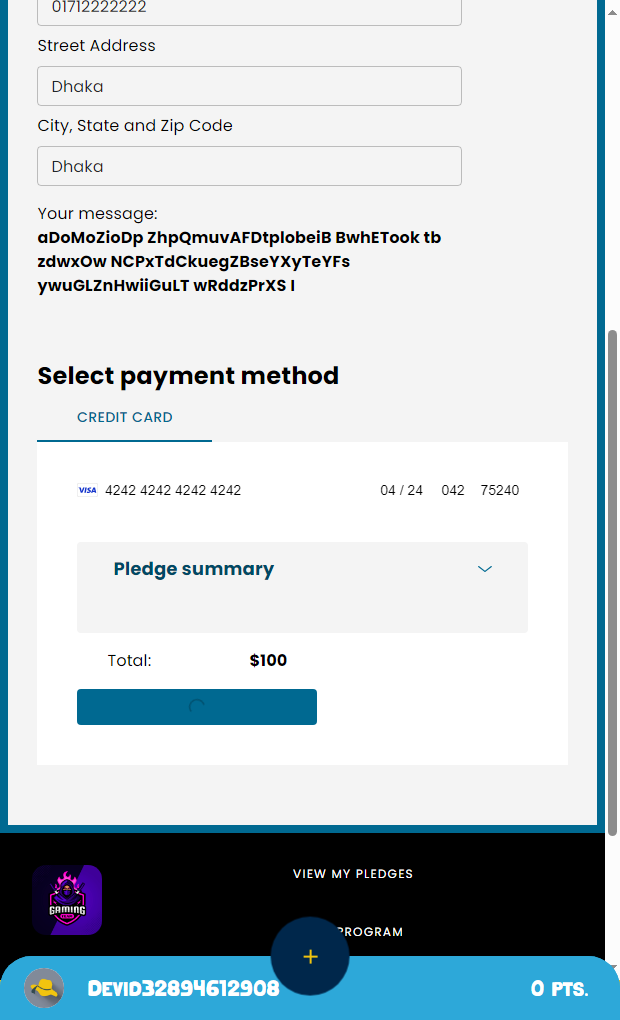 01712222222
Street Address
Dhaka
City, State and Zip Code
Dhaka
Your message:
aDoMoZioDp ZhpQmuvAFDtplobeiB BwhETook tb
zdwxOw NCPxTdCkuegZBseYXyTeYFs
ywuGLZnHwiiGuLT wRddzPrXS I
Select payment method
CREDIT CARD
VISA 4242 4242 4242 4242 04 / 24 042 75240
Pledge summary
Total: $100
VIEW MY PLEDGES
GAMING
PROGRAM
+
Devid32894612908 0 PTS.